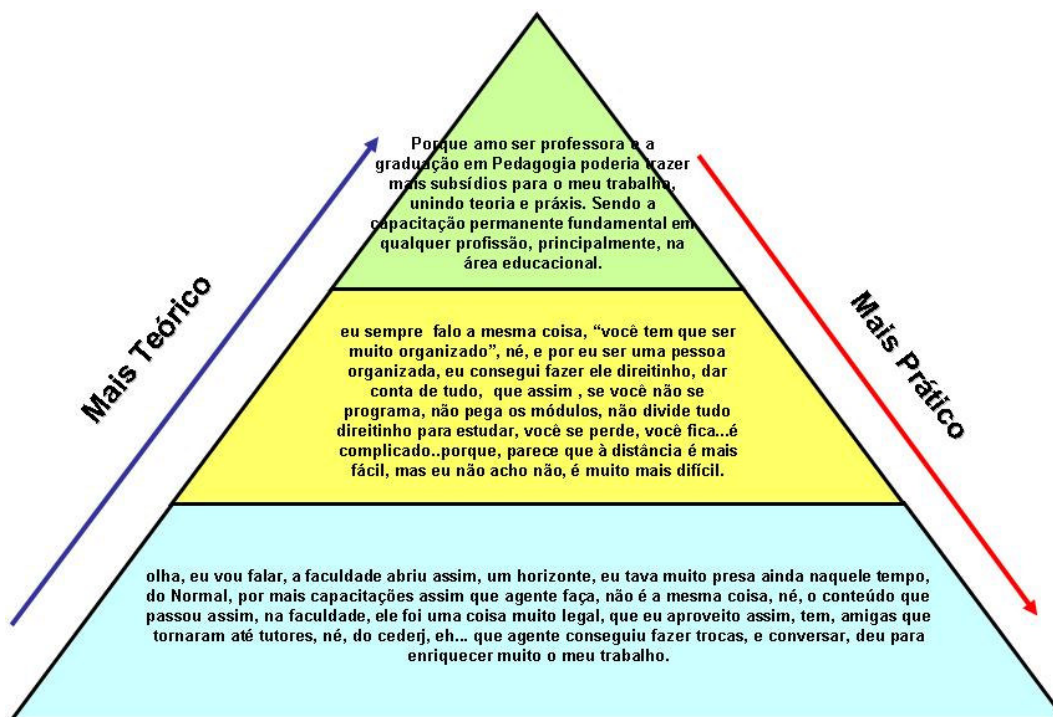 Porque amo ser professora e a
graduação em Pedagogia poderia trazer
mais subsídios para o meu trabalho,
unindo teoria e práxis. Sendo a
capacitação permanente fundamental em
qualquer profissão, principalmente, na
área educacional.
Mais Teórico
Mais Prático
eu sempre falo a mesma coisa, “você tem que ser
muito organizado”, né, e por eu ser uma pessoa
organizada, eu consegui fazer ele direitinho, dar
conta de tudo, que assim , se você não se
programa, não pega os módulos, não divide tudo
direitinho para estudar, você se perde, você fica...é
complicado..porque, parece que à distância é mais
fácil, mas eu não acho não, é muito mais difícil.
olha, eu vou falar, a faculdade abriu assim, um horizonte, eu tava muito presa ainda naquele tempo,
do Normal, por mais capacitações assim que agente faça, não é a mesma coisa, né, o conteúdo que
passou assim, na faculdade, ele foi uma coisa muito legal, que eu aproveito assim, tem, amigas que
tornaram até tutores, né, do cederj, eh... que agente conseguiu fazer trocas, e conversar, deu para
enriquecer muito o meu trabalho.